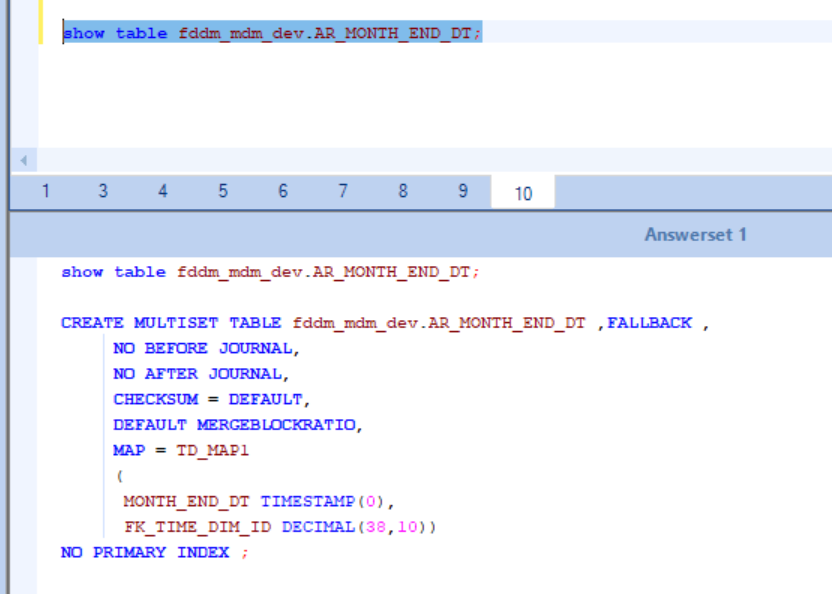 show table fddm_mdm_dev.AR_MONTH_END_DT;
1 3 4 5 6 7 8 9 10
Answerset 1
show table fddm_mdm_dev.AR_MONTH_END_DT;
CREATE MULTISET TABLE fddm_mdm_dev.AR_MONTH_END_DT ,FALLBACK ,
NO BEFORE JOURNAL,
NO AFTER JOURNAL,
CHECKSUM = DEFAULT,
DEFAULT MERGEBLOCKRATIO,
MAP = TD_MAP1
(
MONTH_END_DT TIMESTAMP(0),
FK_TIME_DIM_ID DECIMAL(38,10))
NO PRIMARY INDEX ;